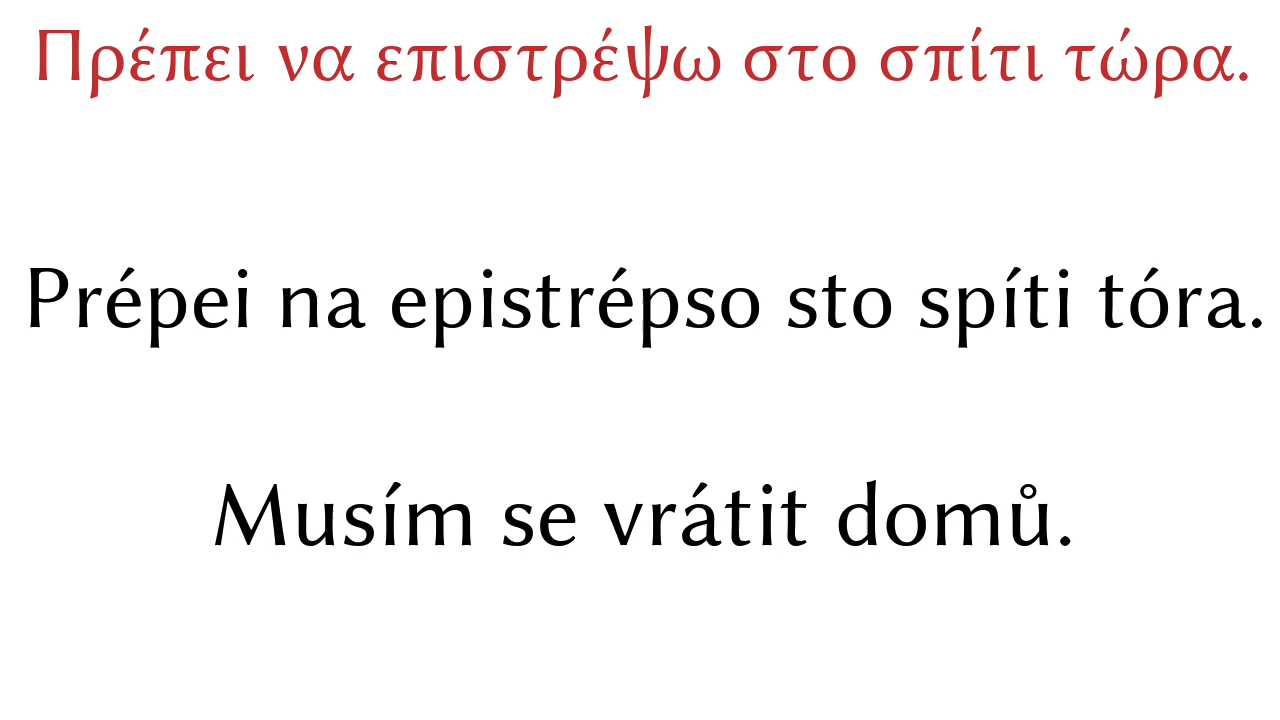 Πρέπει να επιστρέψω στο σπίτι τώρα.
Prépei na epistrépso sto spíti tóra.
Musím se vrátit domů.